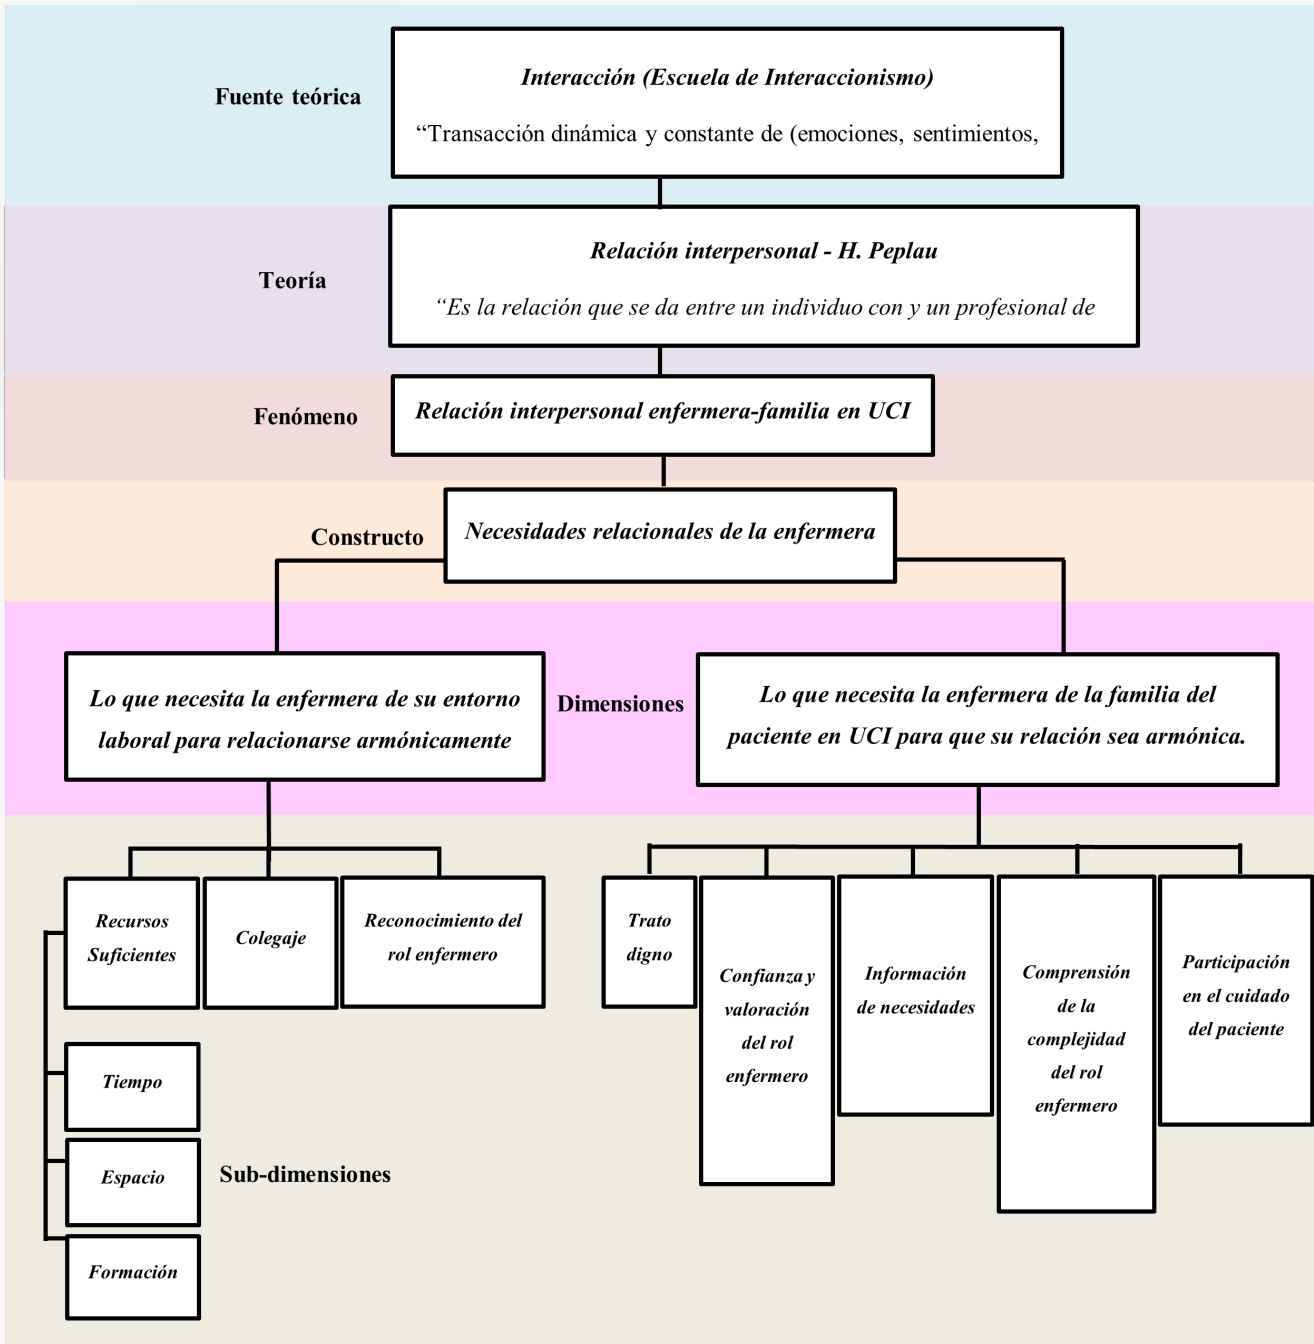 Fuente teórica
Interacción (Escuela de Interaccionismo)
“Transacción dinámica y constante de (emociones, sentimientos,
Teoría
Relación interpersonal - H. Peplau
“Es la relación que se da entre un individuo con y un profesional de
Fenómeno
Relación interpersonal enfermera-familia en UCI
Constructo
Necesidades relacionales de la enfermera
Lo que necesita la enfermera de su entorno
laboral para relacionarse armónicamente
Dimensiones
Lo que necesita la enfermera de la familia del
paciente en UCI para que su relación sea armónica.
Recursos
Suficientes
Colegaje
Reconocimiento del
rol enfermero
Trato
digno
Confianza y
valoración
del rol
enfermero
Información
de necesidades
Comprensión
de la
complejidad
del rol
enfermero
Participación
en el cuidado
del paciente
Tiempo
Espacio
Formación
Sub-dimensiones